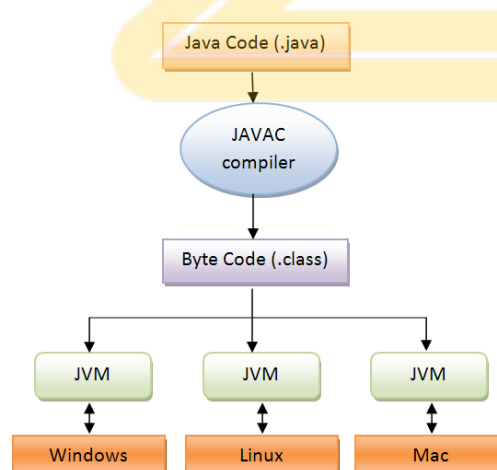 Java Code (.java)
JAVAC
compiler
Byte Code (.class)
JVM
JVM
JVM
Windows
Linux
Mac